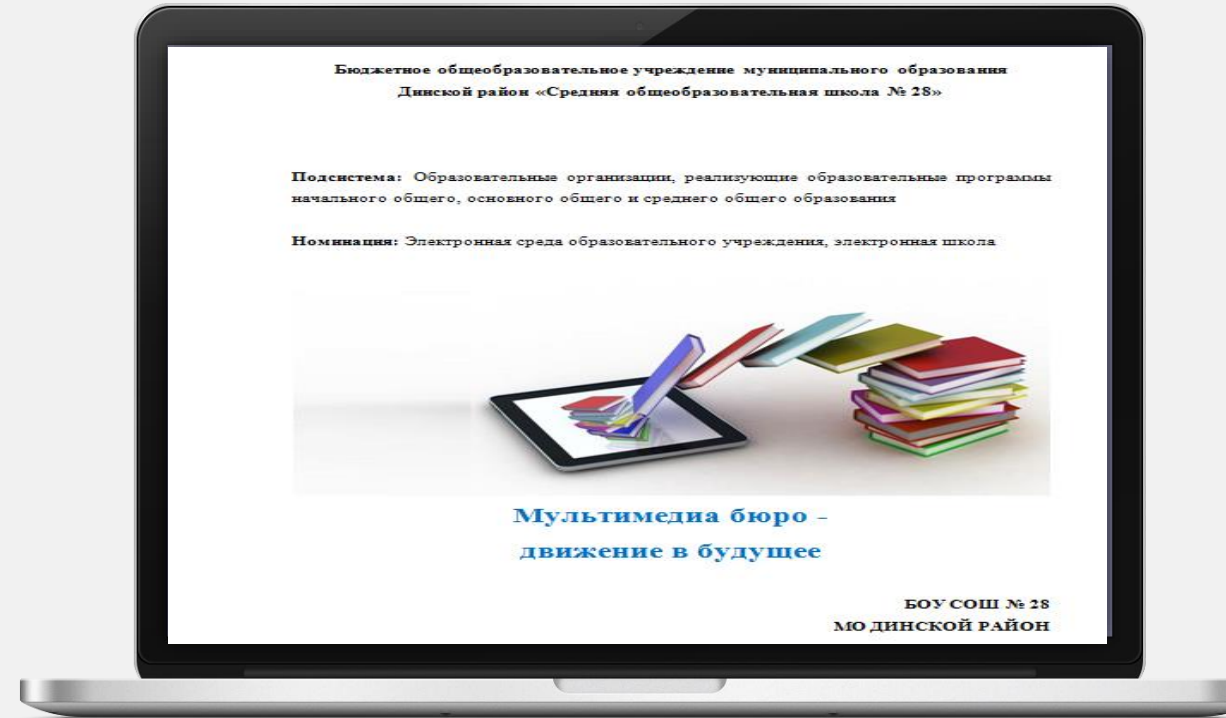 Бюджетное общеобразовательное учреждение муниципального образования
Динской район «Средняя общеобразовательная школа № 28»
Подсистема: Образовательные организации, реализующие образовательные программы
начального общего, основного общего и среднего общего образования
Номинация: Электронная среда образовательного учреждения, электронная школа
Мультимедиа бюро -
движение в будущее
БОУ СОШ № 28
МО ДИНСКОЙ РАЙОН